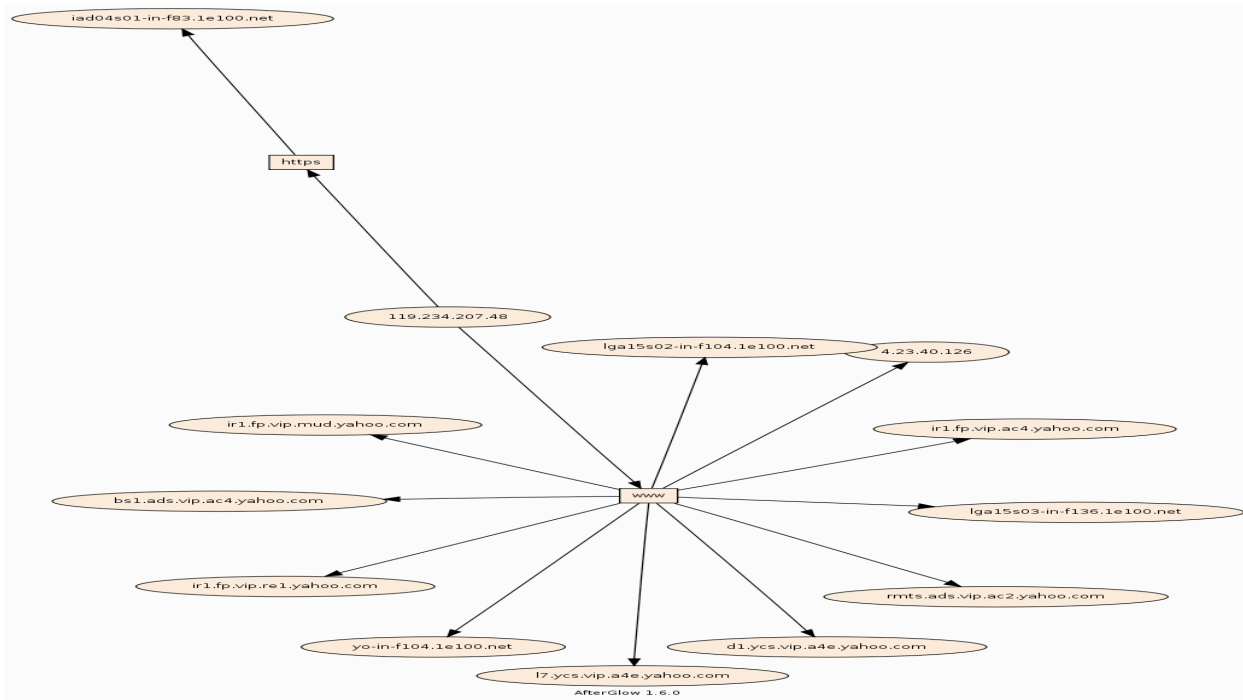 iad04s01-in-f83.1e100.net
https
119.234.207.48
lga15s02-in-f104.1e100.net
4.23.40.126
ir1.fp.vip.mud.yahoo.com
ir1.fp.vip.ac4.yahoo.com
www
bs1.ads.vip.ac4.yahoo.com
lga15s03-in-f136.1e100.net
ir1.fp.vip.re1.yahoo.com
rmts.ads.vip.ac2.yahoo.com
yo-in-f104.1e100.net
d1.ycs.vip.a4e.yahoo.com
l7.ycs.vip.a4e.yahoo.com
AfterGlow 1.6.0